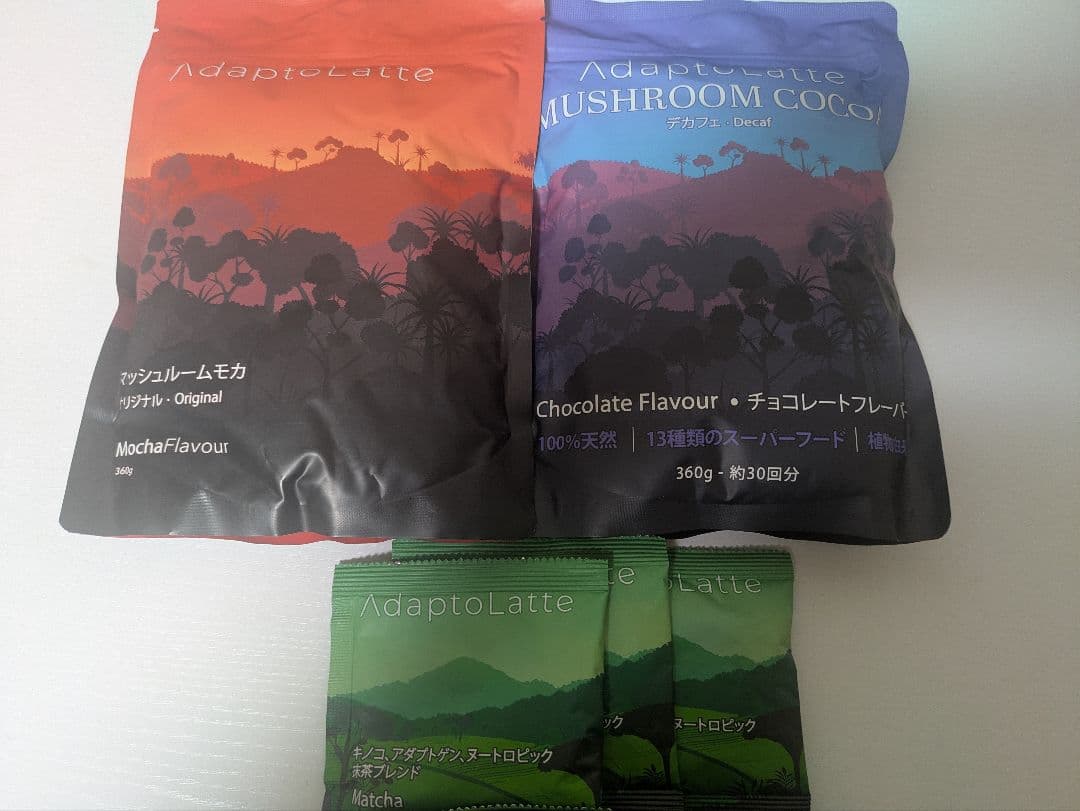 AdaptoLatte
マッシュルームモカ
オリジナル・Original
MochaFlavour
360g
AdaptoLatte
MUSHROOM COCO
デカフェ・Decaf
Chocolate Flavour • チョコレートフレーバー
100%天然 | 13種類のスーパーフード | 植物由来
360g - 約30回分
AdaptoLatte
キノコ、アダプトゲン、ヌートロピック
抹茶ブレンド
Matcha
te
ック
oLatte
ヌートロピック